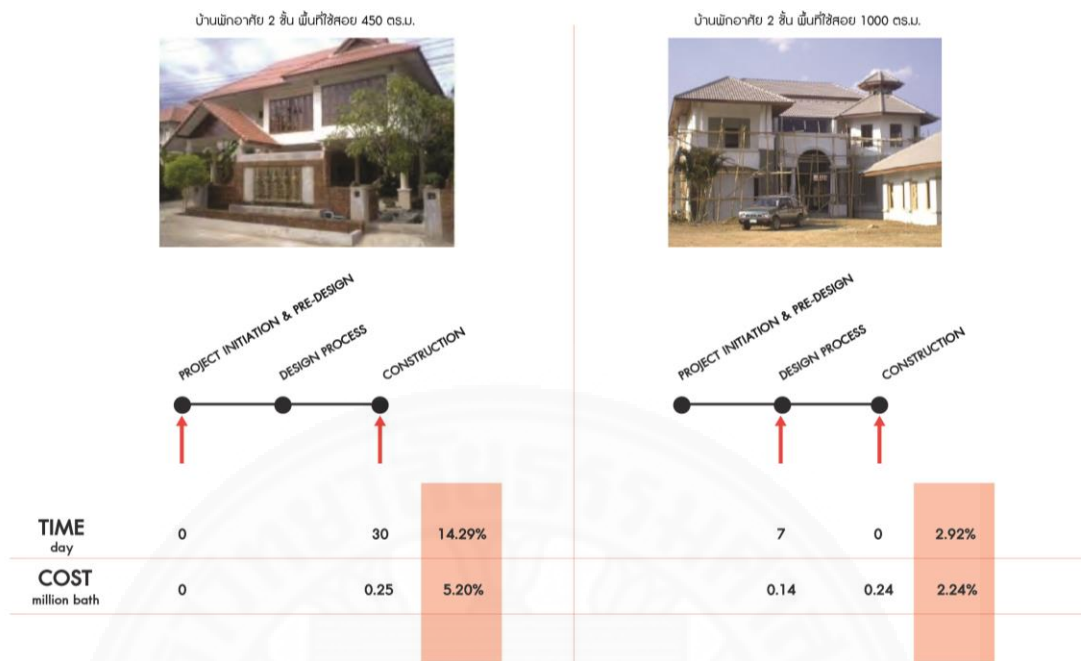 บ้านพักอาศัย 2 ชั้น พื้นที่ใช้สอย 450 ตร.ม.
PROJECT INITIATION & PRE-DESIGN
DESIGN PROCESS
CONSTRUCTION
บ้านพักอาศัย 2 ชั้น พื้นที่ใช้สอย 1000 ตร.ม.
PROJECT INITIATION & PRE-DESIGN
DESIGN PROCESS
CONSTRUCTION
TIME 0 30 14.29% 7 0 2.92%
day
COST 0 0.25 5.20% 0.14 0.24 2.24%
million bath